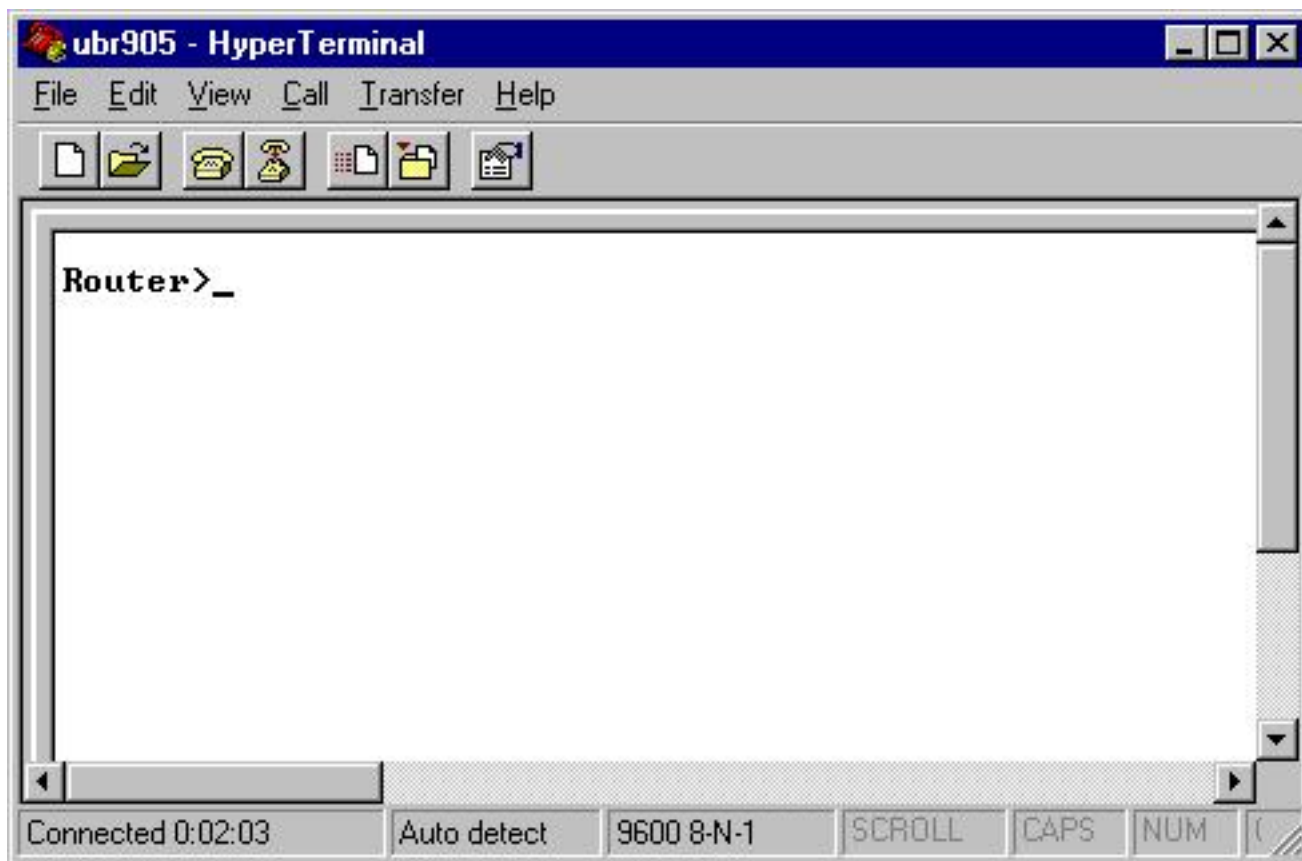 ubr905 - HyperTerminal
File Edit View Call Transfer Help
Router>_
Connected 0:02:03 Auto detect 9600 8-N-1 SCROLL CAPS NUM